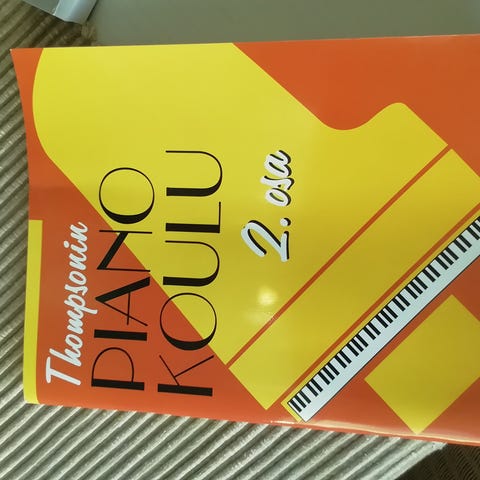 Thompsonin
PIANO
KOULU
2. osa